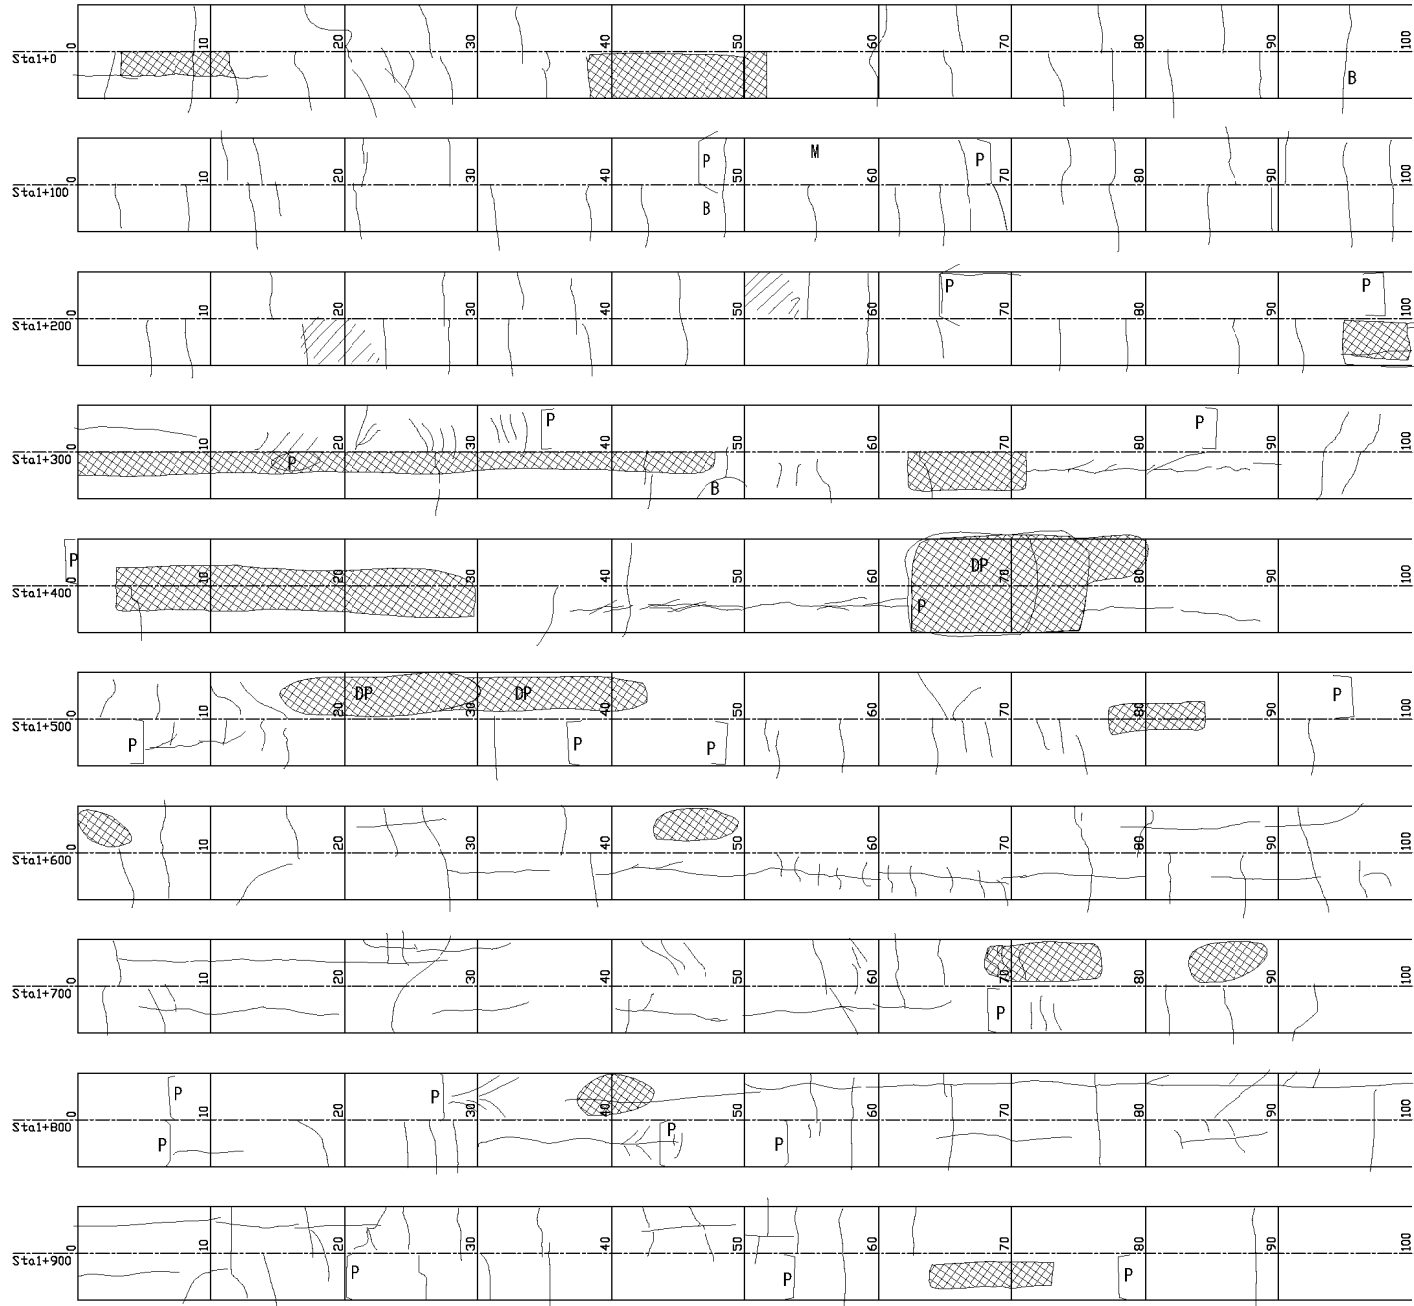 Sta1+0 0 10 20 30 40 50 60 70 80 90 100
B
P M P
Sta1+100 0 10 20 30 40 50 60 70 80 90 100
B
P P
Sta1+200 0 10 20 30 40 50 60 70 80 90 100
P P
Sta1+300 0 10 20 30 40 50 60 70 80 90 100
P
B
P DP
Sta1+400 0 10 20 30 40 50 60 70 80 90 100
P
DP DP P
Sta1+500 0 10 20 30 40 50 60 70 80 90 100
P P P
Sta1+600 0 10 20 30 40 50 60 70 80 90 100
Sta1+700 0 10 20 30 40 50 60 70 80 90 100
P
P P
Sta1+800 0 10 20 30 40 50 60 70 80 90 100
P P P
Sta1+900 0 10 20 30 40 50 60 70 80 90 100
P P P